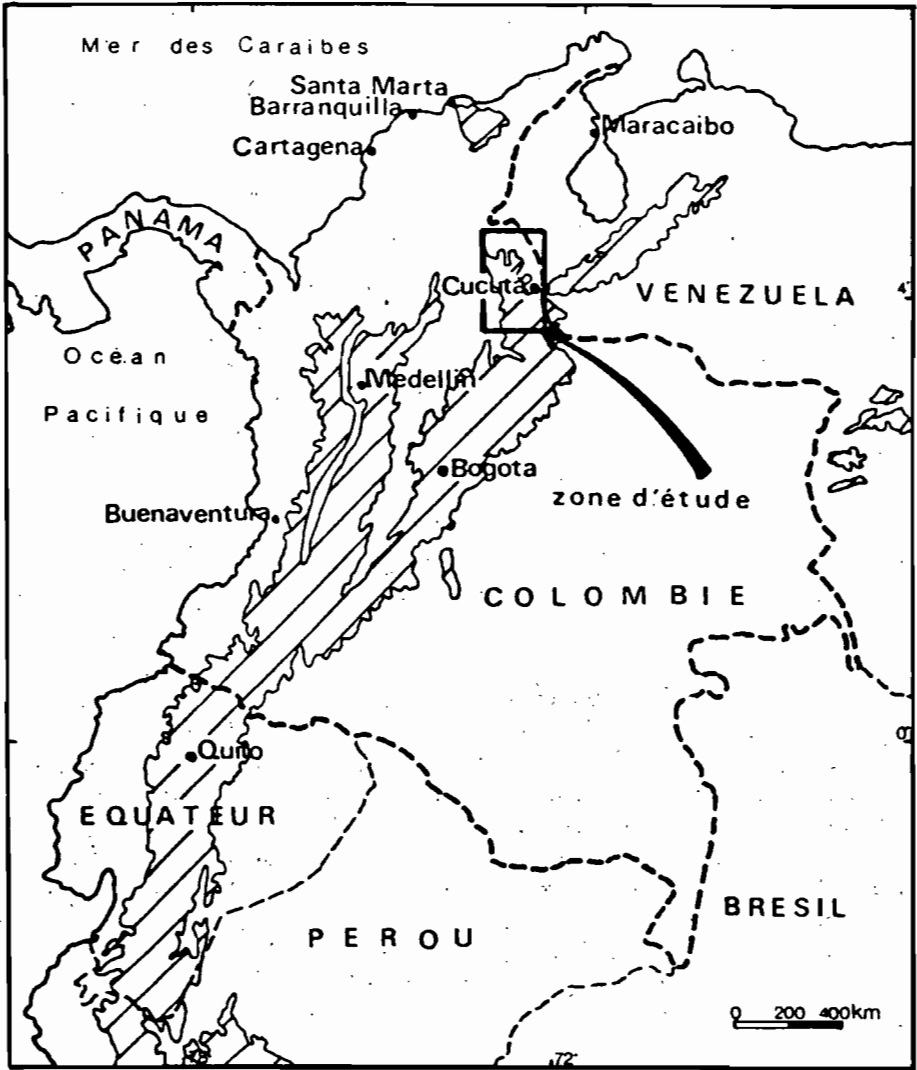 Mer des Caraibes
Santa Marta
Barranquilla
Maracaibo
Cartagena
PANAMA
Cucuta
VENEZUELA
Océan
Pacifique
Medellin
Bogota
zone d'étude
Buenaventura
COLOMBIE
Quito
EQUATEUR
BRESIL
PEROU
0 200 400km
72°